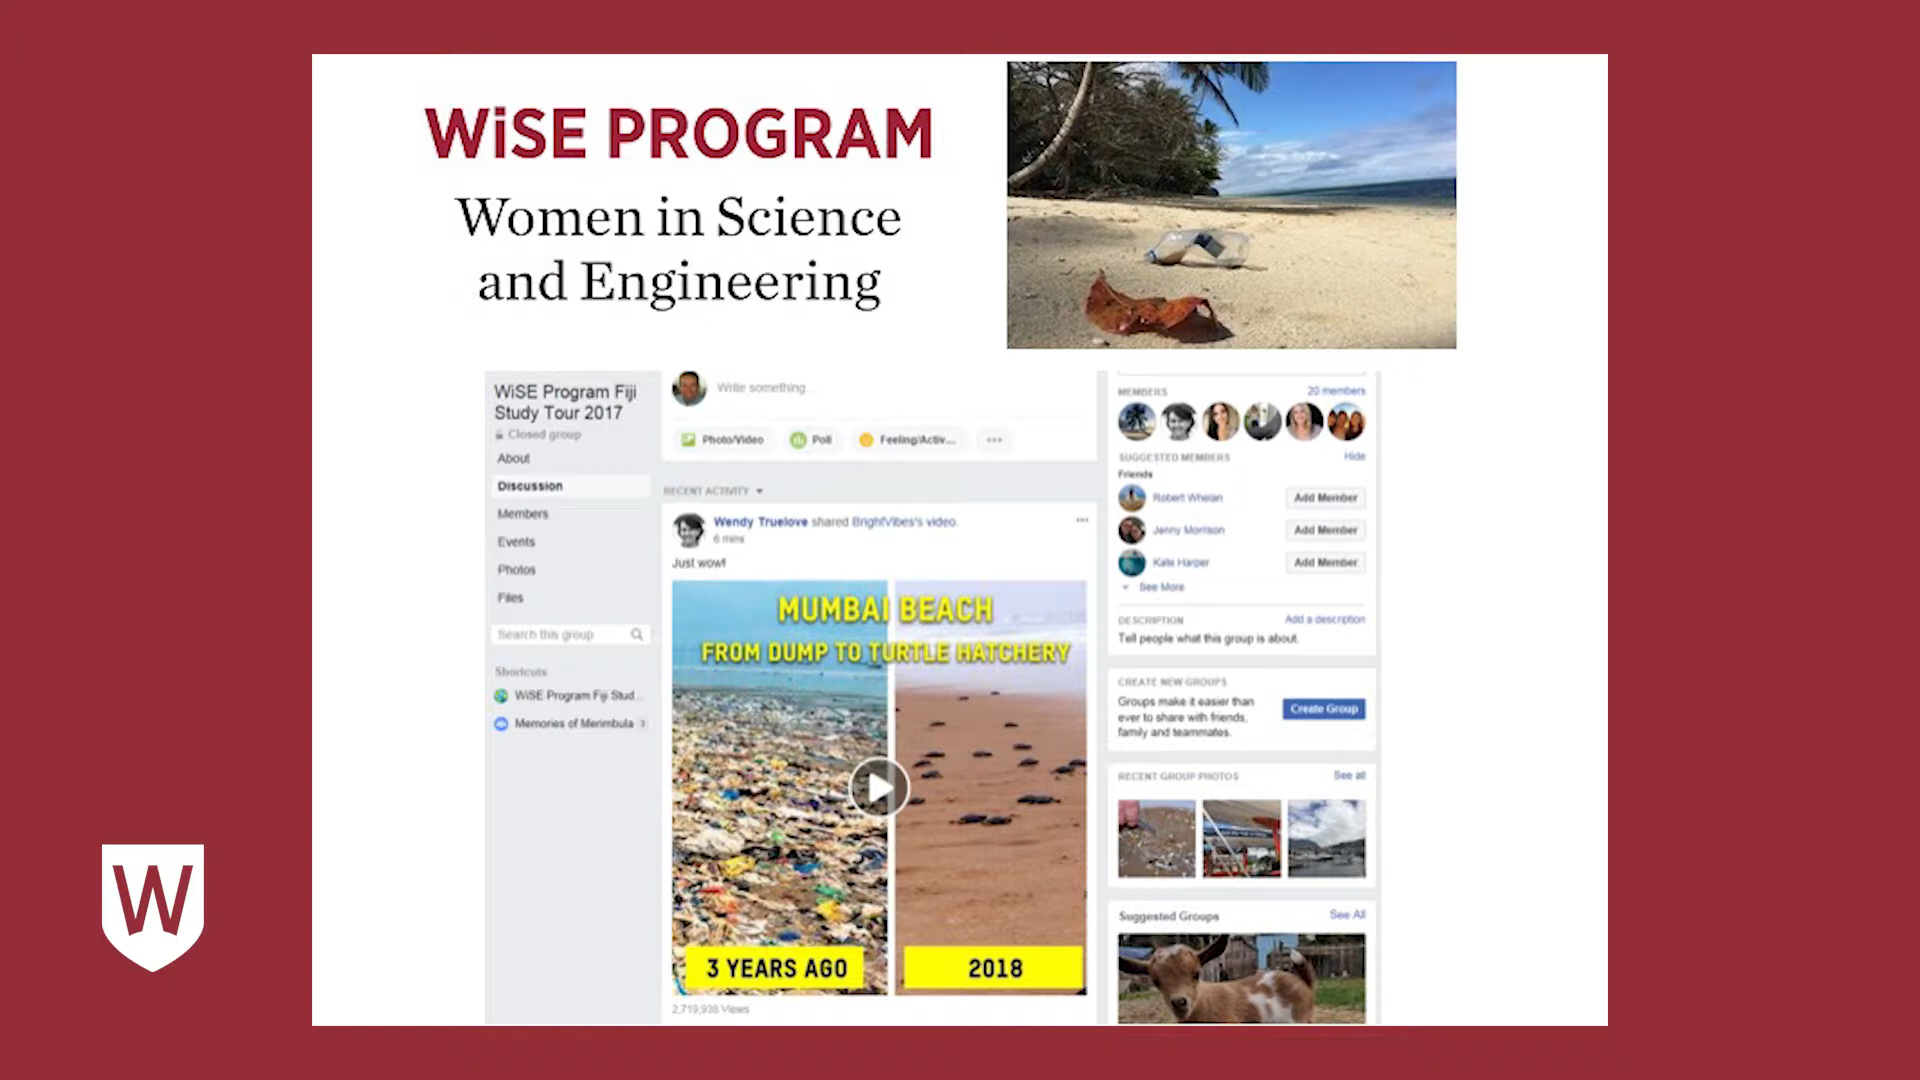 WiSE PROGRAM
Women in Science
and Engineering
WiSE Program Fiji
Study Tour 2017
Closed group
About
Discussion
Members
Events
Photos
Files
Search this group
Shortcuts
WiSE Program Fiji Stud...
Memories of Merimbula 3
Write something...
Photo/Video
Poll
Feeling/Activ...
RECENT ACTIVITY
Wendy Truelove shared BrightVibes's video.
6 mins
Just wow!
MUMBAI BEACH
FROM DUMP TO TURTLE HATCHERY
3 YEARS AGO
2018
2,719,938 Views
MEMBERS
20 members
SUGGESTED MEMBERS
Hide
Friends
Robert Whelan
Add Member
Jenny Morrison
Add Member
Kate Harper
Add Member
See More
DESCRIPTION
Add a description
Tell people what this group is about.
CREATE NEW GROUPS
Groups make it easier than
ever to share with friends,
family and teammates.
Create Group
RECENT GROUP PHOTOS
See all
Suggested Groups
See All
W